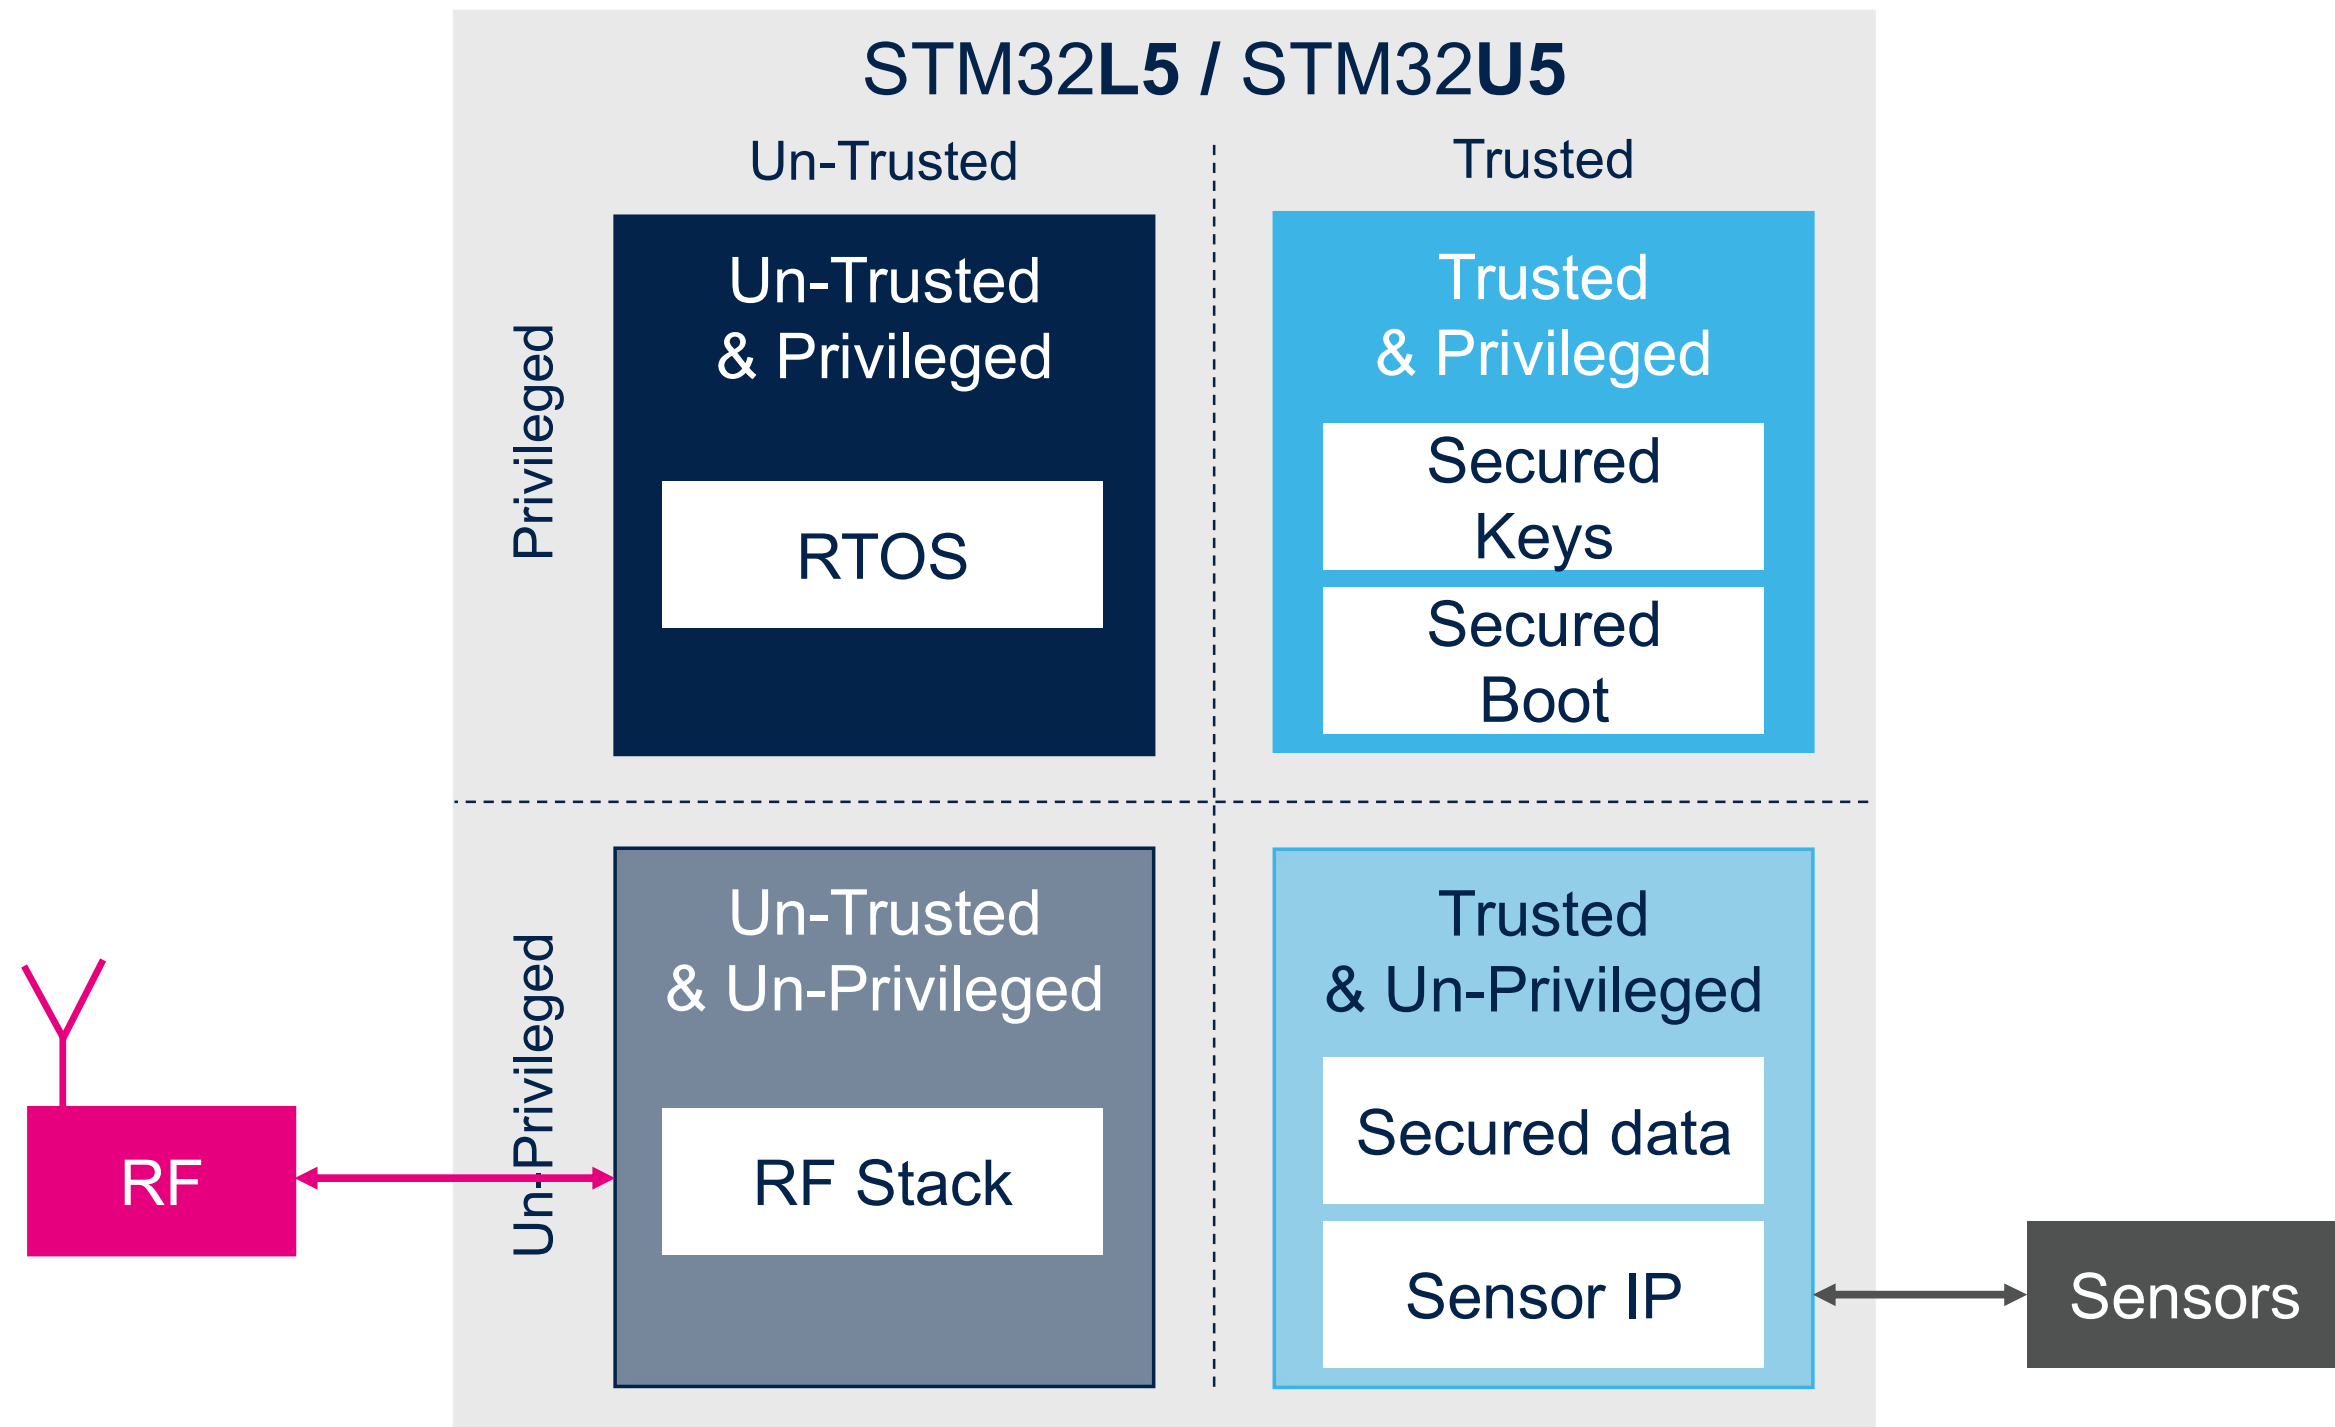 STM32L5 / STM32U5
Un-Trusted
Trusted
Privileged
Un-Trusted
& Privileged
RTOS
Trusted
& Privileged
Secured
Keys
Secured
Boot
Un-Privileged
Un-Trusted
& Un-Privileged
RF Stack
Trusted
& Un-Privileged
Secured data
Sensor IP
RF
Sensors